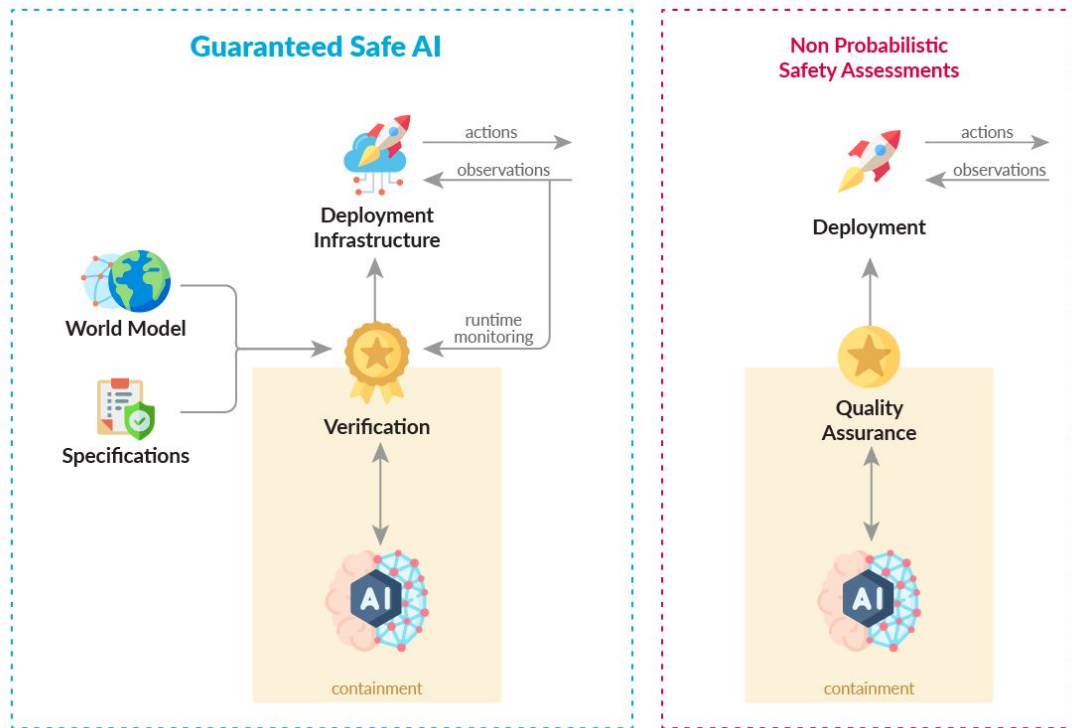 Guaranteed Safe AI
actions
observations
Deployment
Infrastructure
World Model
runtime
monitoring
Specifications
Verification
AI
containment
Non Probabilistic
Safety Assessments
actions
observations
Deployment
Quality
Assurance
AI
containment